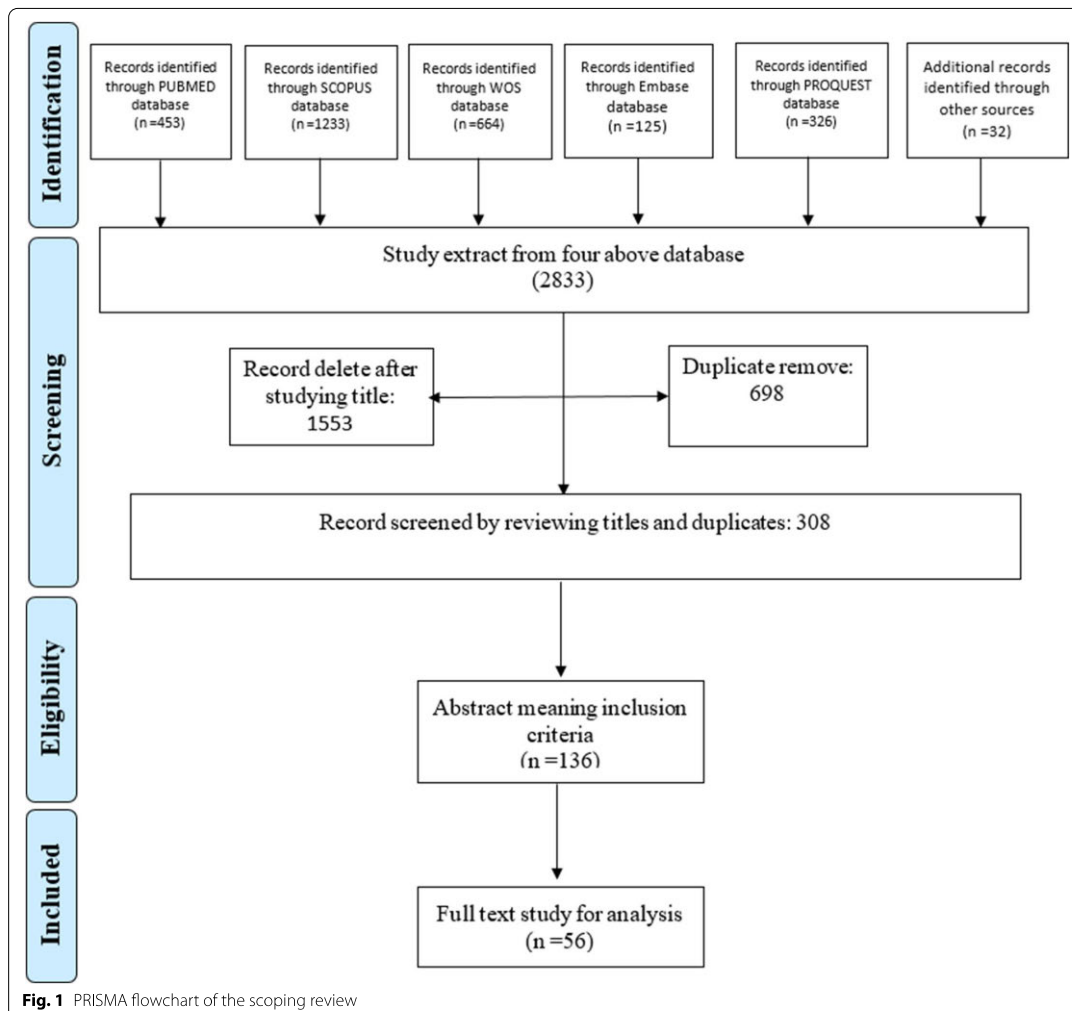 Identification
Records identified
through PUBMED
database
(n =453)
Records identified
through SCOPUS
database
(n=1233)
Records identified
through WOS
database
(n=664)
Records identified
through Embase
database
(n =125)
Records identified
through PROQUEST
database
(n =326)
Additional records
identified through
other sources
(n =32)
Screening
Study extract from four above database
(2833)
Record delete after
studying title:
1553
Duplicate remove:
698
Record screened by reviewing titles and duplicates: 308
Eligibility
Abstract meaning inclusion
criteria
(n =136)
Included
Full text study for analysis
(n =56)
Fig. 1 PRISMA flowchart of the scoping review